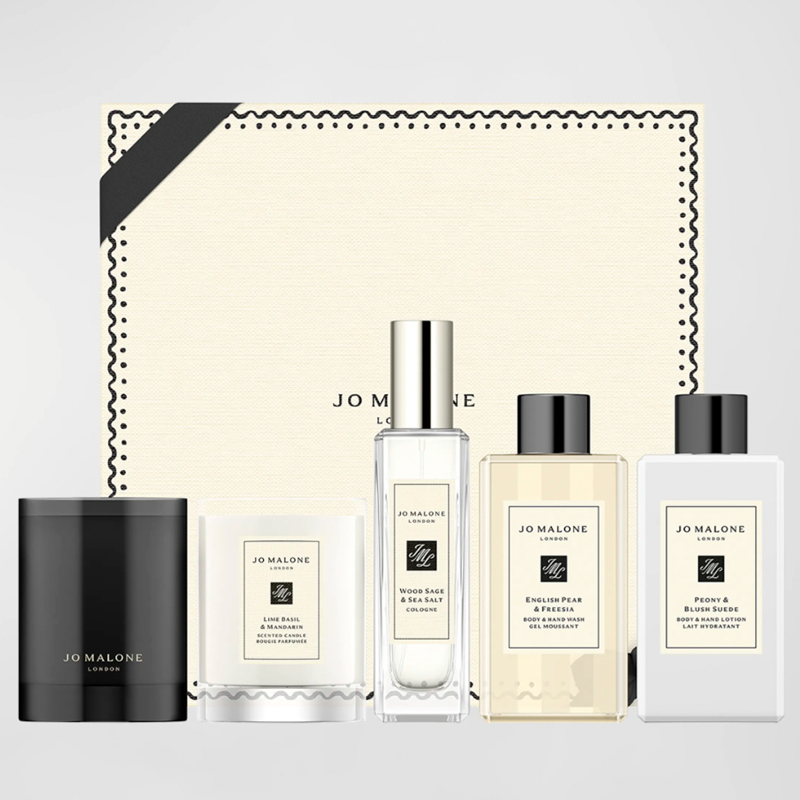 JO MALONE
JO MALONE
LONDON
JO MALONE
LONDON
JML
LIME BASIL
& MANDARIN
SCENTED CANDLE
BOUGIE PARFUMÉE
JO MALONE
LONDON
JML
WOOD SAGE
& SEA SALT
COLOGNE
JO MALONE
LONDON
JML
ENGLISH PEAR
& FREESIA
BODY & HAND WASH
GEL MOUSSANT
JO MALONE
LONDON
JML
PEONY &
BLUSH SUEDE
BODY & HAND LOTION
LAIT HYDRATANT